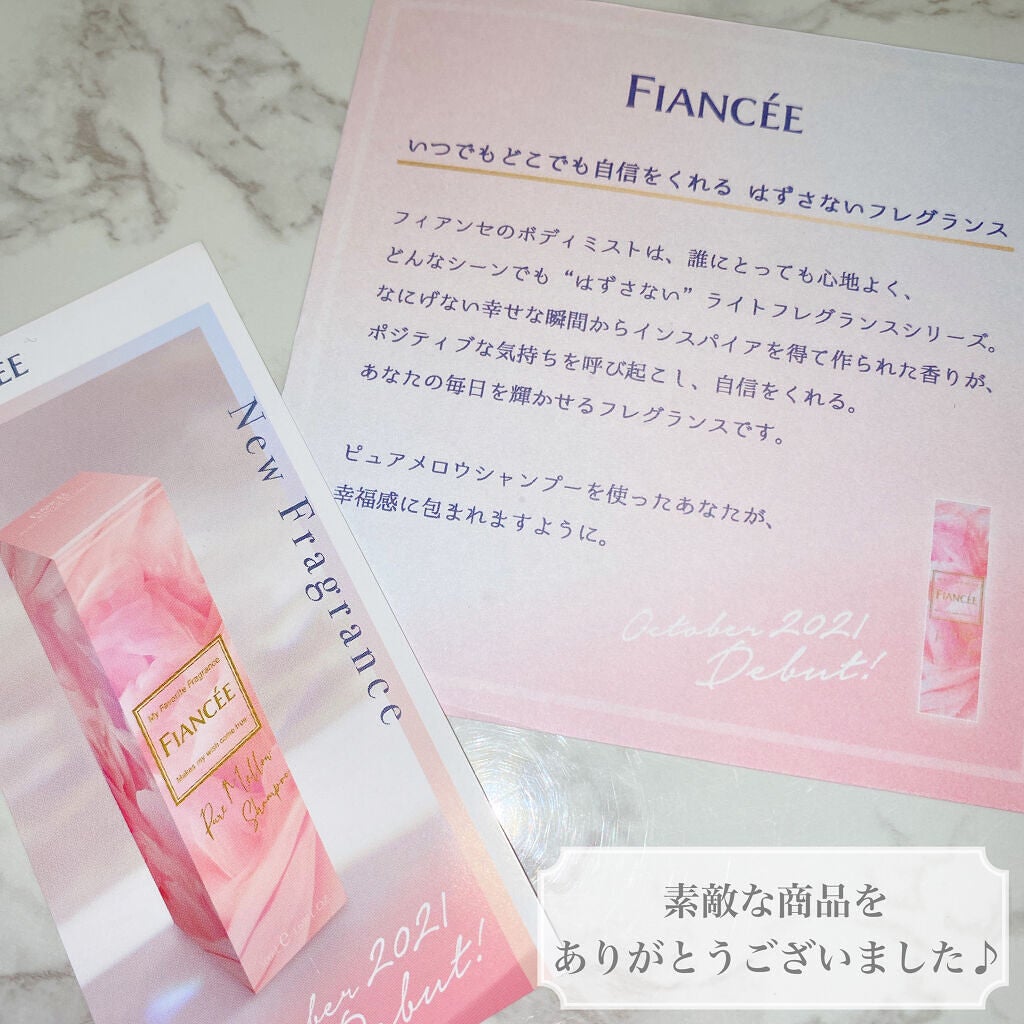 FIANCÉE
いつでもどこでも自信をくれる はずさないフレグランス
フィアンセのボディミストは、誰にとっても心地よく、
どんなシーンでも“はずさない”ライトフレグランスシリーズ。
なにげない幸せな瞬間からインスパイアを得て作られた香りが、
ポジティブな気持ちを呼び起こし、自信をくれる。
あなたの毎日を輝かせるフレグランスです。
ピュアメロウシャンプーを使ったあなたが、
幸福感に包まれますように。
October 2021
Debut!
FIANCÉE
ÉE
New Fragrance
My Favorite Fragrance
FIANCÉE
Makes my wish come true
Pure Mellow
Shampoo
ober 2021
ebut!
素敵な商品を
ありがとうございました♪